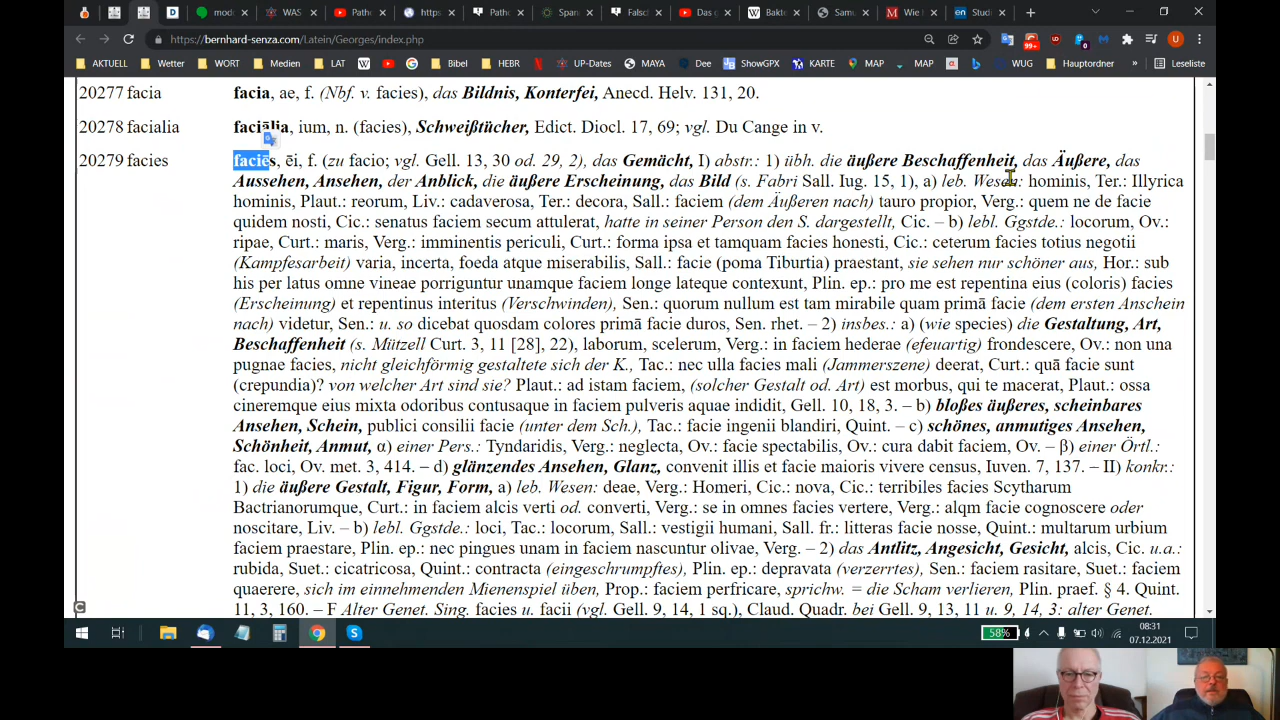 mode
WAS
Path
https
Path
Span
Falsch
Das g
Bakte
Samu
Wie
en Studi
https://bernhard-senza.com/Latein/Georges/index.php
99+
AKTUELL Wetter WORT Medien LAT Bibel HEBR UP-Dates MAYA Dee ShowGPX KARTE MAP MAP WUG Hauptordner » Leseliste
20277 facia facia, ae, f. (Nbf. v. facies), das Bildnis, Konterfei, Anecd. Helv. 131, 20.
20278 facialia faciālia, ium, n. (facies), Schweißtücher, Edict. Diocl. 17, 69; vgl. Du Cange in v.
20279 facies faciēs, ēi, f. (zu facio; vgl. Gell. 13, 30 od. 29, 2), das Gemächt, I) abstr.: 1) übh. die äußere Beschaffenheit, das Äußere, das
Aussehen, Ansehen, der Anblick, die äußere Erscheinung, das Bild (s. Fabri Sall. Iug. 15, 1), a) leb. Wesen: hominis, Ter.: Illyrica
hominis, Plaut.: reorum, Liv.: cadaverosa, Ter.: decora, Sall.: faciem (dem Äußeren nach) tauro propior, Verg.: quem ne de facie
quidem nosti, Cic.: senatus faciem secum attulerat, hatte in seiner Person den S. dargestellt, Cic. – b) lebl. Ggstde.: locorum, Ov.:
ripae, Curt.: maris, Verg.: imminentis periculi, Curt.: forma ipsa et tamquam facies honesti, Cic.: ceterum facies totius negotii
(Kampfesarbeit) varia, incerta, foeda atque miserabilis, Sall.: facie (poma Tiburtia) praestant, sie sehen nur schöner aus, Hor.: sub
his per latus omne vineae porriguntur unamque faciem longe lateque contexunt, Plin. ep.: pro me est repentina eius (coloris) facies
(Erscheinung) et repentinus interitus (Verschwinden), Sen.: quorum nullum est tam mirabile quam primā facie (dem ersten Anschein
nach) videtur, Sen.: u. so dicebat quosdam colores primā facie duros, Sen. rhet. – 2) insbes.: a) (wie species) die Gestaltung, Art,
Beschaffenheit (s. Mützell Curt. 3, 11 [28], 22), laborum, scelerum, Verg.: in faciem hederae (efeuartig) frondescere, Ov.: non una
pugnae facies, nicht gleichförmig gestaltete sich der K., Tac.: nec ulla facies mali (Jammerszene) deerat, Curt.: quā facie sunt
(crepundia)? von welcher Art sind sie? Plaut.: ad istam faciem, (solcher Gestalt od. Art) est morbus, qui te macerat, Plaut.: ossa
cineremque eius mixta odoribus contusaque in faciem pulveris aquae indidit, Gell. 10, 18, 3. – b) bloßes äußeres, scheinbares
Ansehen, Schein, publici consilii facie (unter dem Sch.), Tac.: facie ingenii blandiri, Quint. – c) schönes, anmutiges Ansehen,
Schönheit, Anmut, α) einer Pers.: Tyndaridis, Verg.: neglecta, Ov.: facie spectabilis, Ov.: cura dabit faciem, Ov. – β) einer Örtl.:
fac. loci, Ov. met. 3, 414. – d) glänzendes Ansehen, Glanz, convenit illis et facie maioris vivere census, Iuven. 7, 137. – II) konkr.:
1) die äußere Gestalt, Figur, Form, a) leb. Wesen: deae, Verg.: Homeri, Cic.: nova, Cic.: terribiles facies Scytharum
Bactrianorumque, Curt.: in faciem alcis verti od. converti, Verg.: se in omnes facies vertere, Verg.: alqm facie cognoscere oder
noscitare, Liv. – b) lebl. Ggstde.: loci, Tac.: locorum, Sall.: vestigii humani, Sall. fr.: litteras facie nosse, Quint.: multarum urbium
faciem praestare, Plin. ep.: nec pingues unam in faciem nascuntur olivae, Verg. – 2) das Antlitz, Angesicht, Gesicht, alcis, Cic. u.a.:
rubida, Suet.: cicatricosa, Quint.: contracta (eingeschrumpftes), Plin. ep.: depravata (verzerrtes), Sen.: faciem rasitare, Suet.: faciem
quaerere, sich im einnehmenden Mienenspiel üben, Prop.: faciem perfricare, sprichw. = die Scham verlieren, Plin. praef. § 4. Quint.
11, 3, 160. – F Alter Genet. Sing. facies u. facii (vgl. Gell. 9, 14, 1 sq.), Claud. Quadr. bei Gell. 9, 13, 11 u. 9, 14, 3: alter Genet.
58%
08:31
07.12.2021